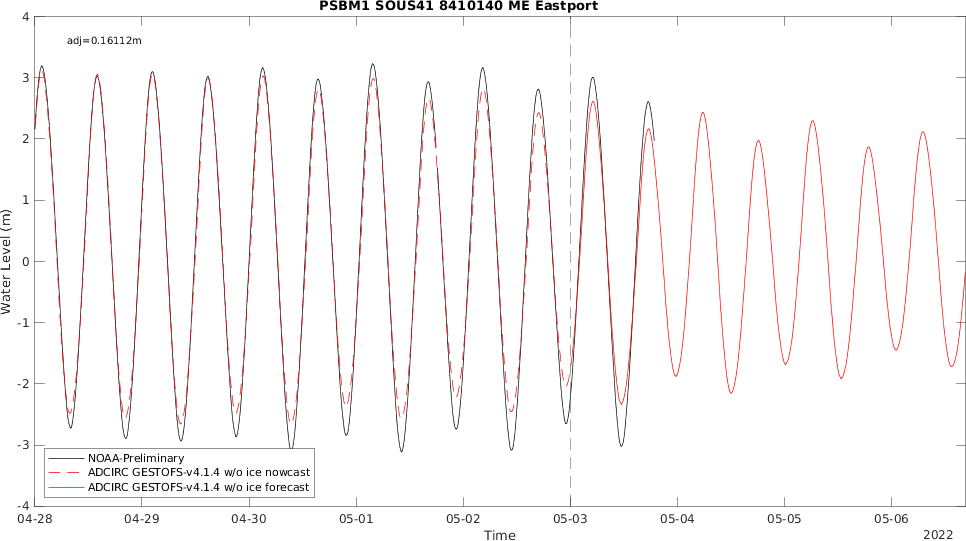 PSBM1 SOUS41 8410140 ME Eastport
4
adj=0.16112m
3
2
1
0
-1
-2
-3
-4
Water Level (m)
NOAA-Preliminary
ADCIRC GESTOFS-v4.1.4 w/o ice nowcast
ADCIRC GESTOFS-v4.1.4 w/o ice forecast
04-28 04-29 04-30 05-01 05-02 05-03 05-04 05-05 05-06
Time
2022